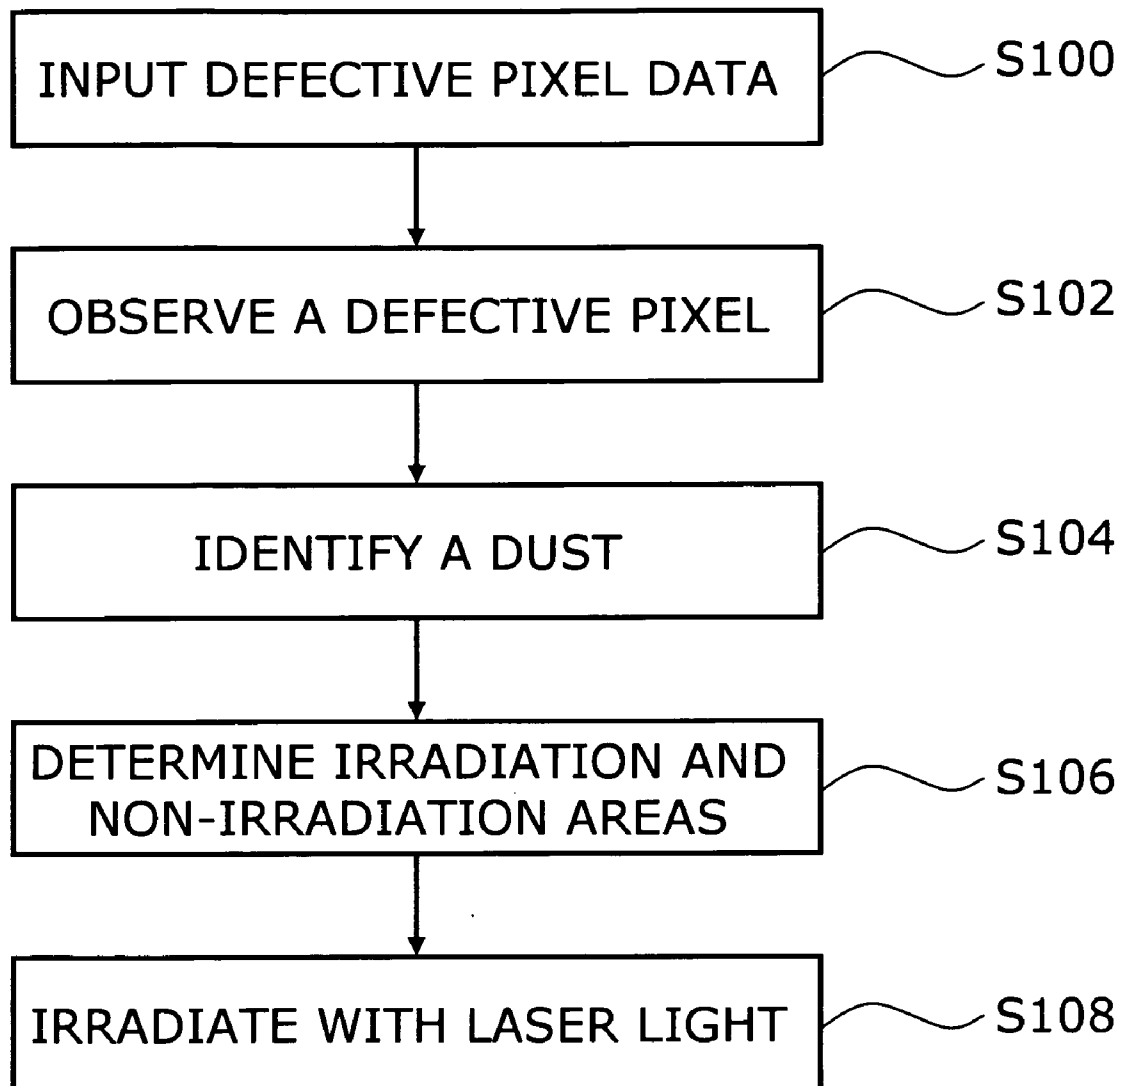 INPUT DEFECTIVE PIXEL DATA
S100
OBSERVE A DEFECTIVE PIXEL
S102
IDENTIFY A DUST
S104
DETERMINE IRRADIATION AND
NON-IRRADIATION AREAS
S106
IRRADIATE WITH LASER LIGHT
S108